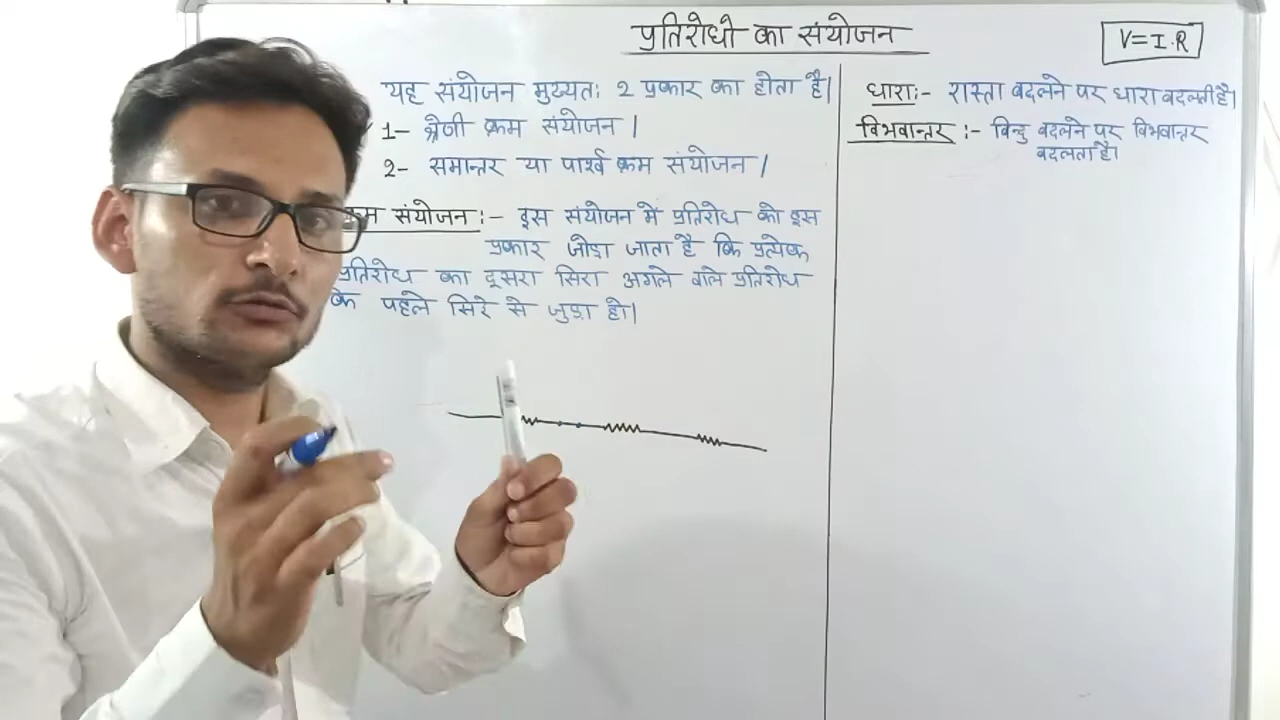 प्रतिरोधो का संयोजन
V=I.R
यह संयोजन मुख्यतः 2 प्रकार का होता है।
1- श्रेणी क्रम संयोजन।
2- समान्तर या पार्श्व क्रम संयोजन।
क्रम संयोजन:- इस संयोजन में प्रतिरोध को इस
प्रकार जोड़ा जाता है कि प्रत्येक
प्रतिरोध का दूसरा सिरा अगले वाले प्रतिरोध
के पहले सिरे से जुड़ा हो।
धारा:- रास्ता बदलने पर धारा बदलती है।
विभवान्तर:- बिन्दु बदलने पर विभवान्तर
बदलता है।